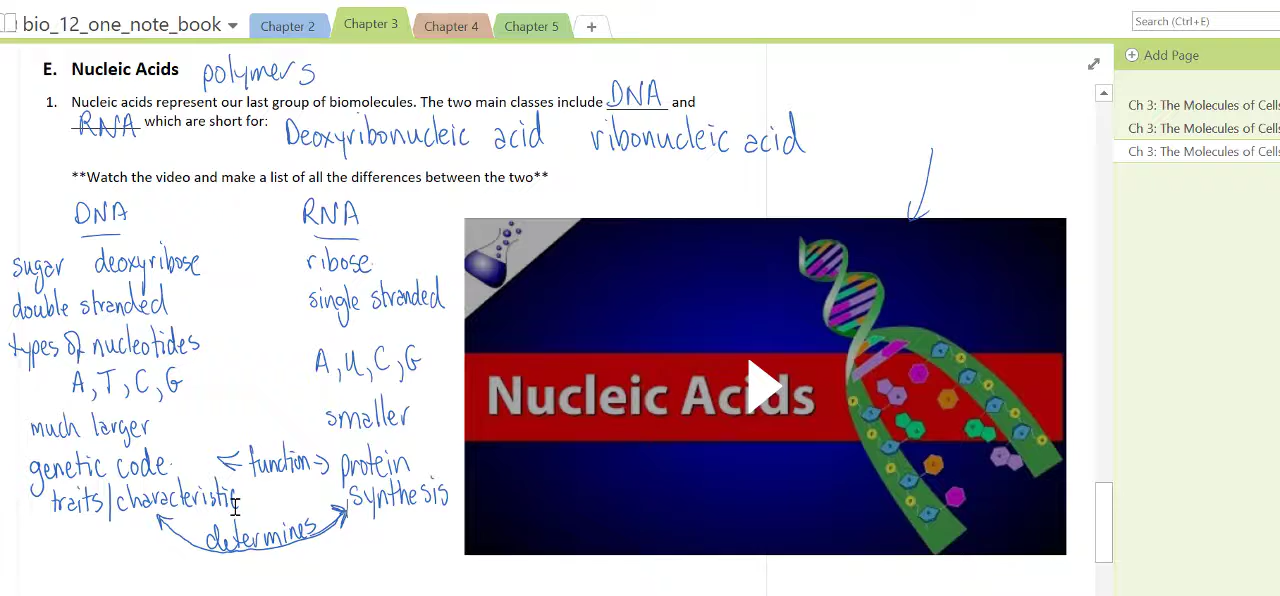 bio_12_one_note_book
Chapter 2
Chapter 3
Chapter 4
Chapter 5
+
Search (Ctrl+E)
Add Page
Ch 3: The Molecules of Cells
Ch 3: The Molecules of Cells
Ch 3: The Molecules of Cells
E. Nucleic Acids polymers
1. Nucleic acids represent our last group of biomolecules. The two main classes include DNA and
RNA which are short for: Deoxyribonucleic acid ribonucleic acid
**Watch the video and make a list of all the differences between the two**
DNA RNA
sugar deoxyribose ribose
double stranded single stranded
types of nucleotides
A, T, C, G A, U, C, G
much larger smaller
genetic code. ← function → protein
traits/characteristic synthesis
determines
Nucleic Acids